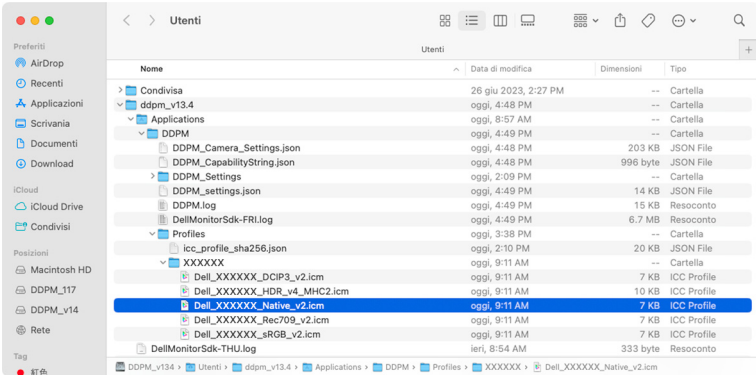 Utenti
Preferiti
AirDrop
Recenti
Applicazioni
Scrivania
Documenti
Download
iCloud
iCloud Drive
Condivisi
Posizioni
Macintosh HD
DDPM_117
DDPM_v14
Rete
Tag
紅色
Utenti
Nome Data di modifica Dimensioni Tipo
Condivisa 26 giu 2023, 2:27 PM -- Cartella
ddpm_v13.4 oggi, 4:48 PM -- Cartella
Applications oggi, 8:57 AM -- Cartella
DDPM oggi, 4:49 PM -- Cartella
DDPM_Camera_Settings.json oggi, 4:48 PM 203 KB JSON File
DDPM_CapabilityString.json oggi, 4:48 PM 996 byte JSON File
DDPM_Settings oggi, 2:09 PM -- Cartella
DDPM_settings.json oggi, 4:49 PM 14 KB JSON File
DDPM.log oggi, 4:49 PM 15 KB Resoconto
DellMonitorSdk-FRI.log oggi, 4:49 PM 6.7 MB Resoconto
Profiles oggi, 3:38 PM -- Cartella
icc_profile_sha256.json oggi, 2:10 PM 20 KB JSON File
XXXXXX oggi, 9:11 AM -- Cartella
Dell_XXXXXX_DCIP3_v2.icm oggi, 9:11 AM 7 KB ICC Profile
Dell_XXXXXX_HDR_v4_MHC2.icm oggi, 9:11 AM 10 KB ICC Profile
Dell_XXXXXX_Native_v2.icm oggi, 9:11 AM 7 KB ICC Profile
Dell_XXXXXX_Rec709_v2.icm oggi, 9:11 AM 7 KB ICC Profile
Dell_XXXXXX_sRGB_v2.icm oggi, 9:11 AM 7 KB ICC Profile
DellMonitorSdk-THU.log ieri, 8:54 AM 333 byte Resoconto
DDPM_v134 › Utenti › ddpm_v13.4 › Applications › DDPM › Profiles › XXXXXX › Dell_XXXXXX_Native_v2.icm